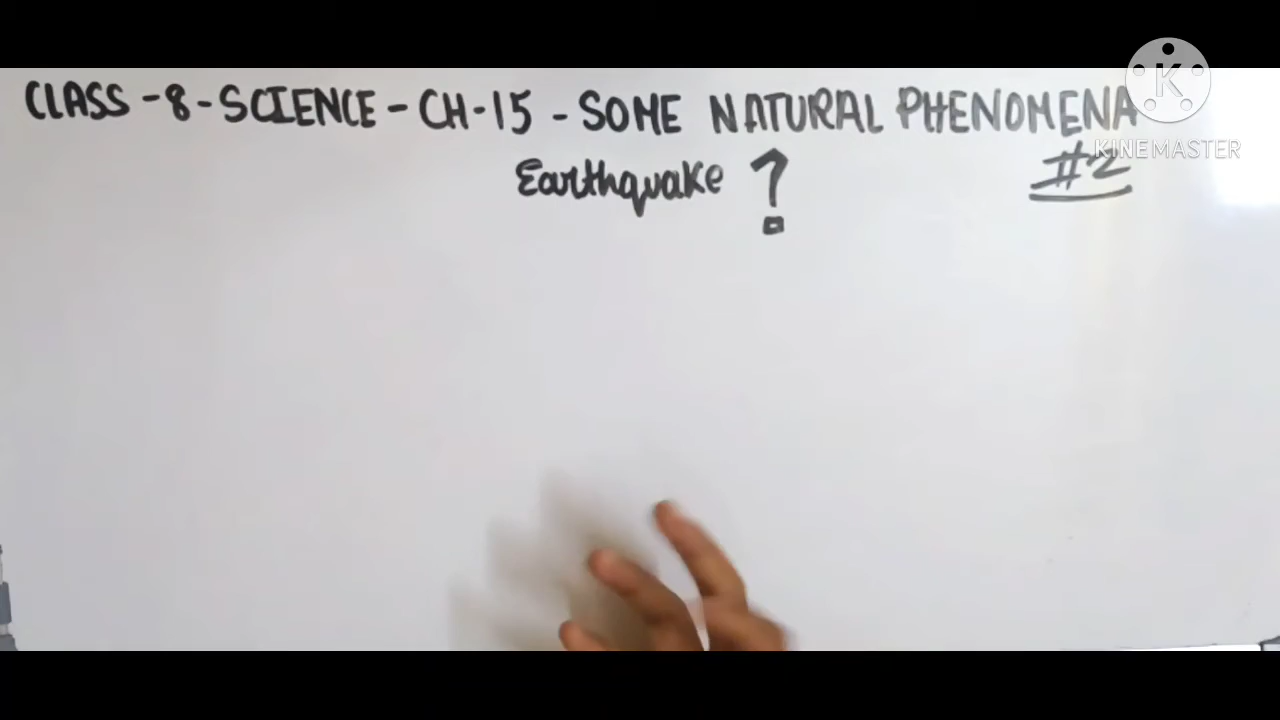 CLASS - 8 - SCIENCE - CH - 15 - SOME NATURAL PHENOMENA
Earthquake ?
#2
K
KINEMASTER